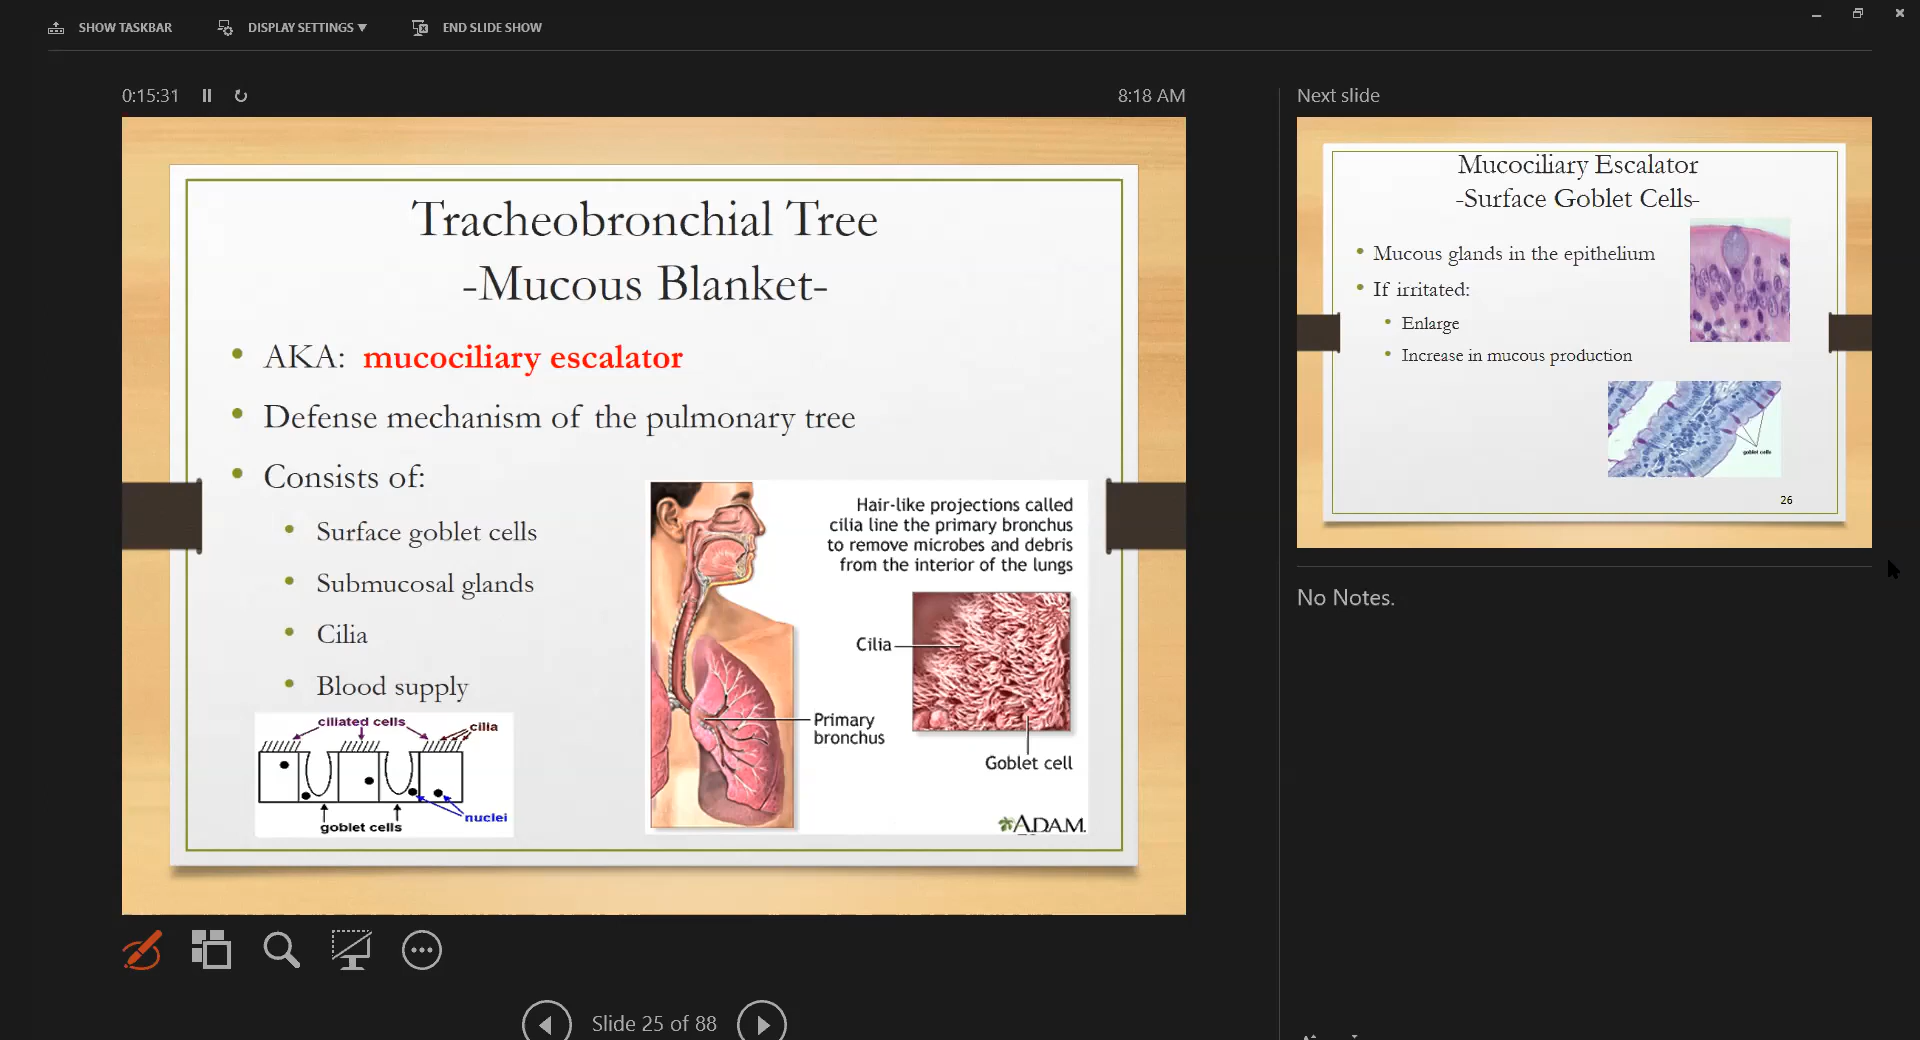 SHOW TASKBAR
DISPLAY SETTINGS ▼
END SLIDE SHOW
0:15:31
8:18 AM
Tracheobronchial Tree
-Mucous Blanket-
• AKA: mucociliary escalator
• Defense mechanism of the pulmonary tree
• Consists of:
• Surface goblet cells
• Submucosal glands
• Cilia
• Blood supply
ciliated cells
cilia
goblet cells
nuclei
Hair-like projections called
cilia line the primary bronchus
to remove microbes and debris
from the interior of the lungs
Cilia
Primary
bronchus
Goblet cell
A.D.A.M.
Slide 25 of 88
Next slide
Mucociliary Escalator
-Surface Goblet Cells-
• Mucous glands in the epithelium
• If irritated:
• Enlarge
• Increase in mucous production
goblet cells
26
No Notes.